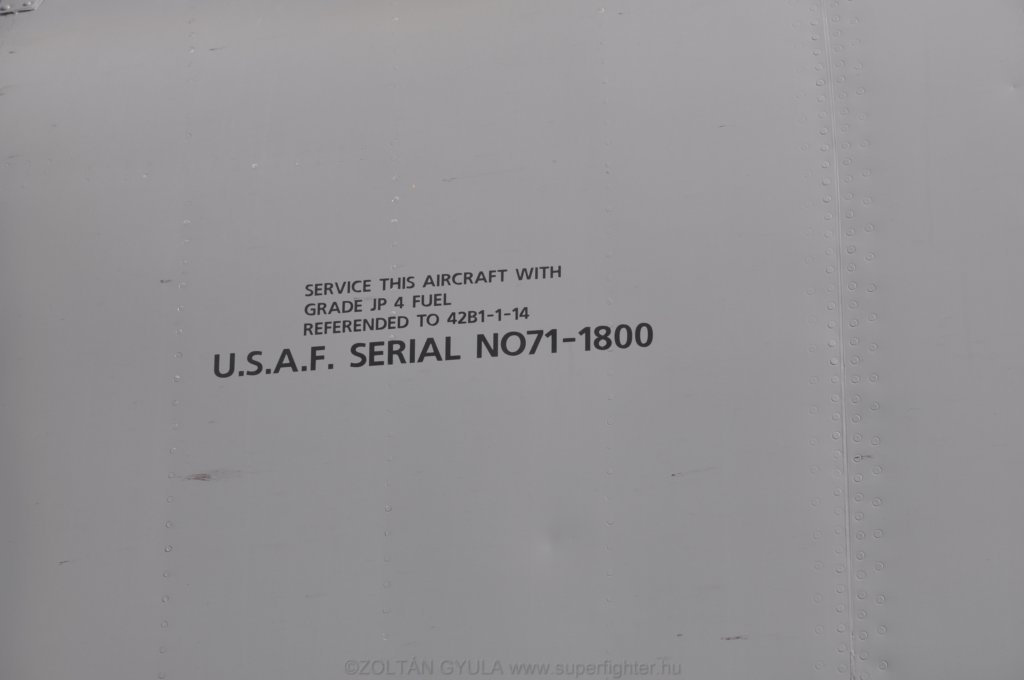 SERVICE THIS AIRCRAFT WITH
GRADE JP 4 FUEL
REFERENDED TO 42B1-1-14
U.S.A.F. SERIAL NO71-1800
©ZOLTÁN GYULA www.superfighter.hu